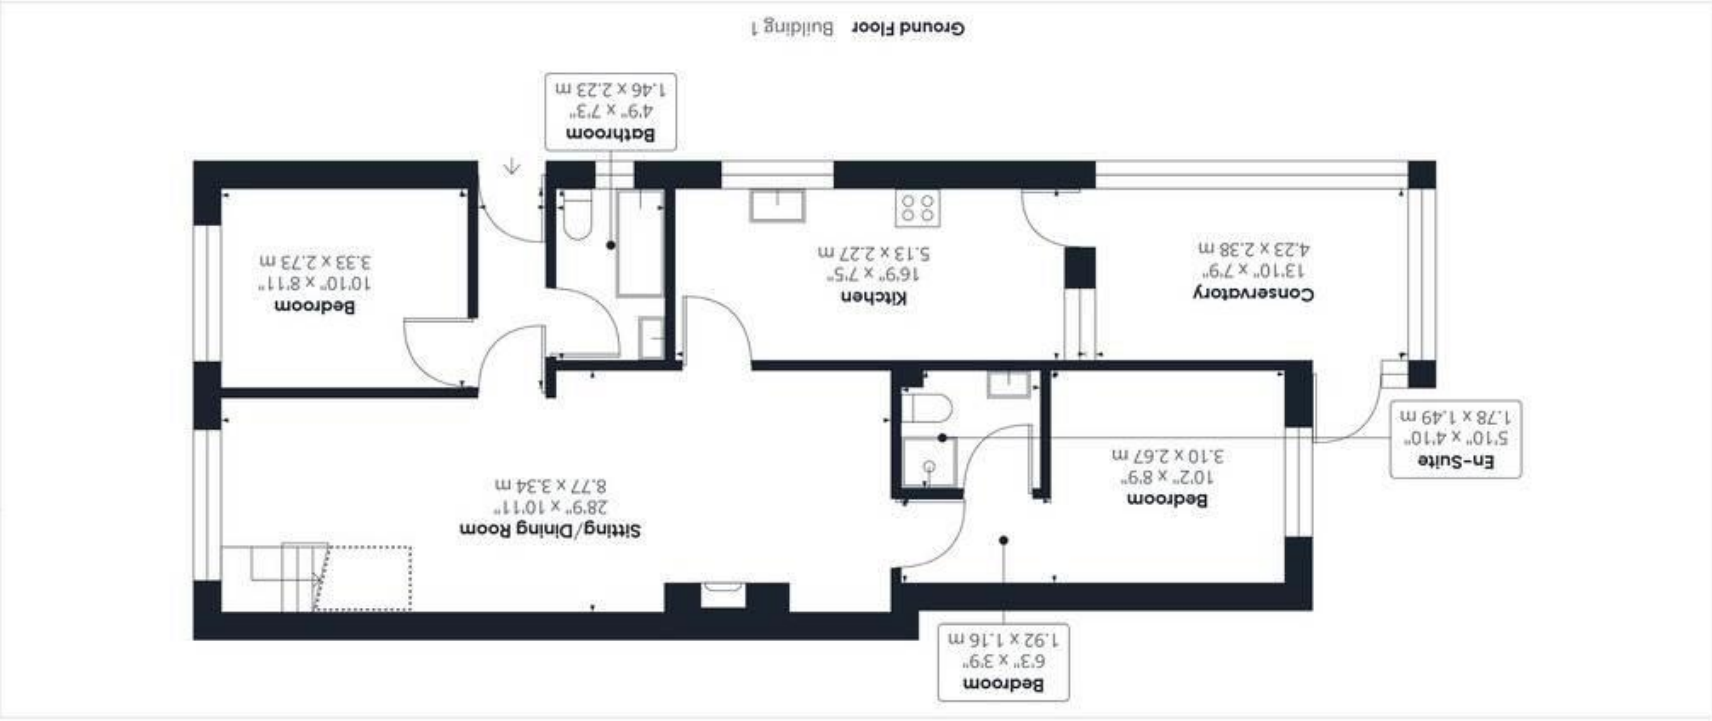 Bedroom
6'3" x 3'9"
1.92 x 1.16 m
Sitting/Dining Room
28'9" x 10'11"
8.77 x 3.34 m
Bedroom
10'2" x 8'9"
3.10 x 2.67 m
En-Suite
5'10" x 4'10"
1.78 x 1.49 m
Conservatory
13'10" x 7'9"
4.23 x 2.38 m
Kitchen
16'9" x 7'5"
5.13 x 2.27 m
Bedroom
10'10" x 8'11"
3.33 x 2.73 m
Bathroom
4'9" x 7'3"
1.46 x 2.23 m
Ground Floor Building 1